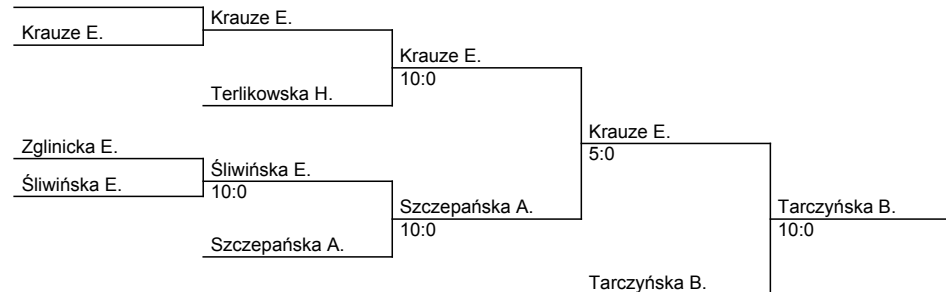 Krauze E.
Krauze E.
Krauze E.
10:0
Terlikowska H.
Krauze E.
5:0
Zglinicka E.
Śliwińska E.
Śliwińska E.
10:0
Szczepańska A.
10:0
Tarczyńska B.
10:0
Szczepańska A.
Tarczyńska B.